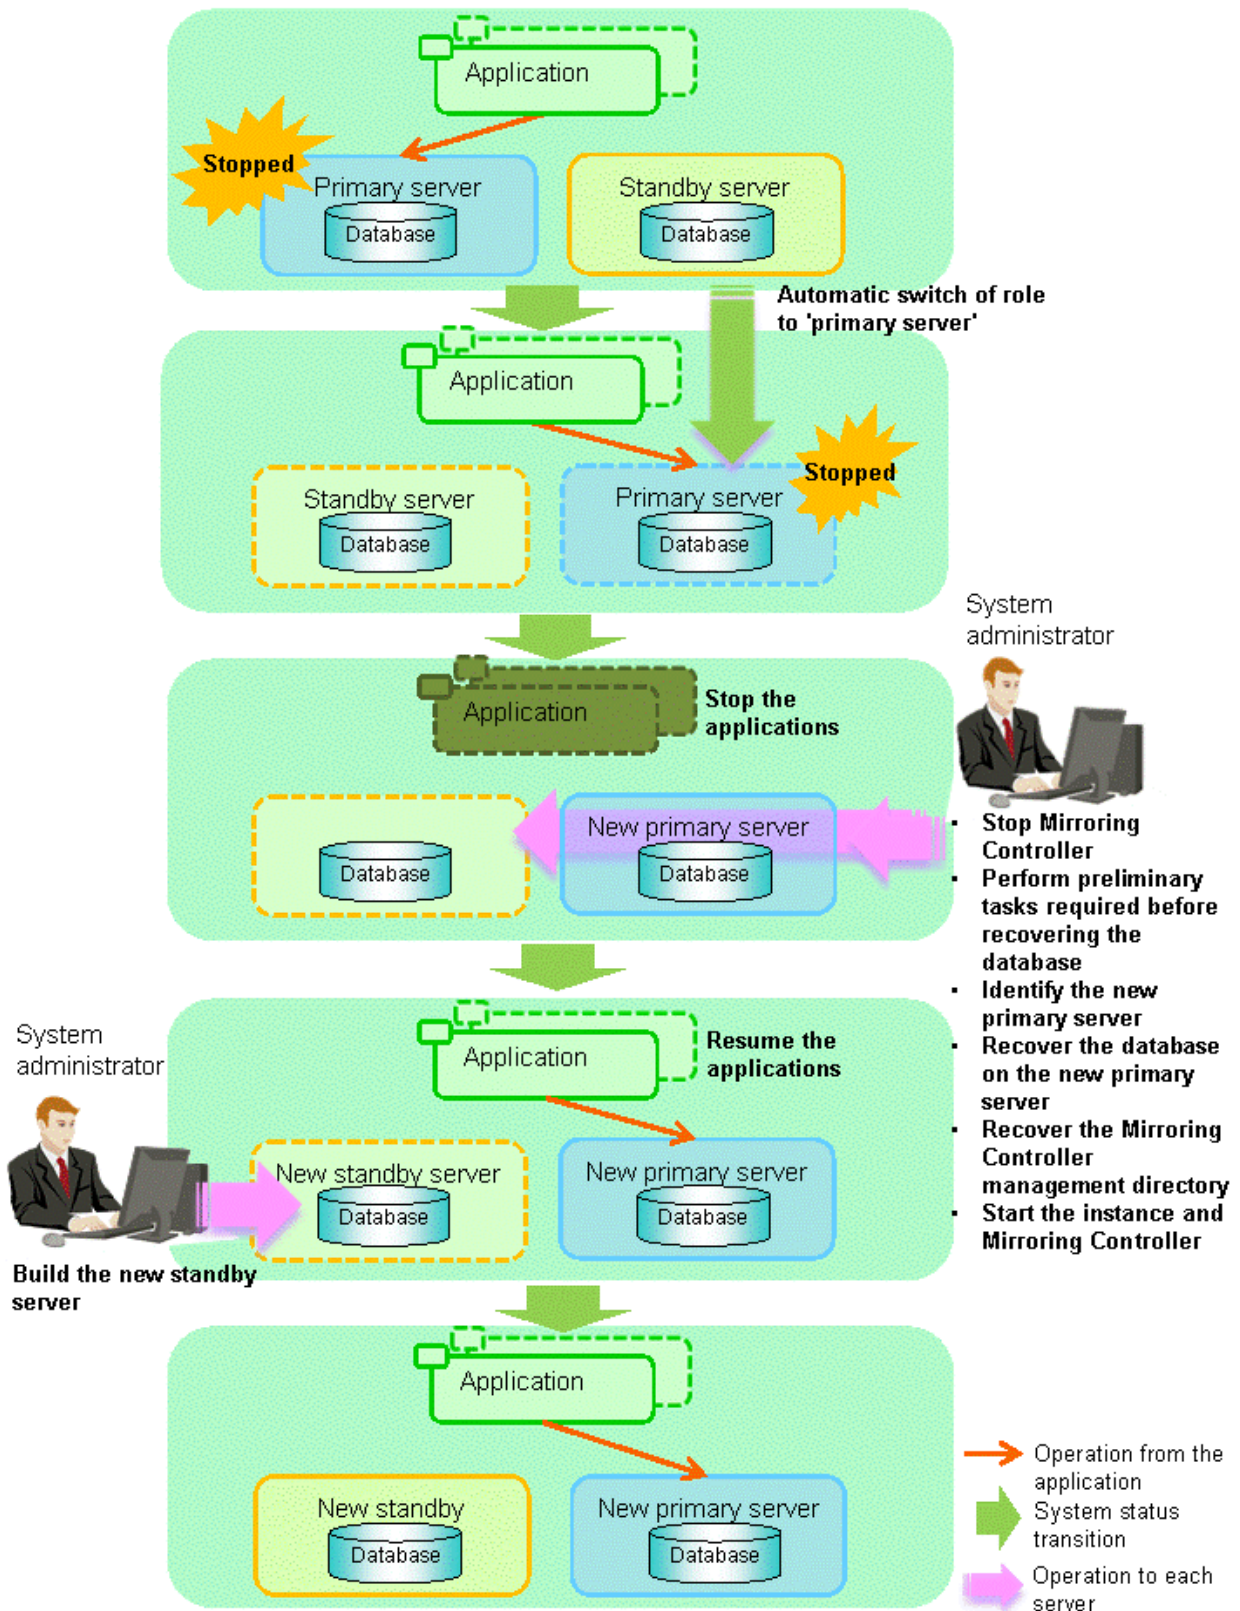 Application
Stopped
Primary server
Database
Standby server
Database
Automatic switch of role
to 'primary server'
Application
Stopped
Standby server
Database
Primary server
Database
System
administrator
Application
Stop the
applications
Database
New primary server
Database
▪ Stop Mirroring
Controller
▪ Perform preliminary
tasks required before
recovering the
database
▪ Identify the new
primary server
▪ Recover the database
on the new primary
server
▪ Recover the Mirroring
Controller
management directory
▪ Start the instance and
Mirroring Controller
System
administrator
Application
Resume the
applications
New standby server
Database
New primary server
Database
Build the new standby
server
Application
New standby
Database
New primary server
Database
Operation from the
application
System status
transition
Operation to each
server